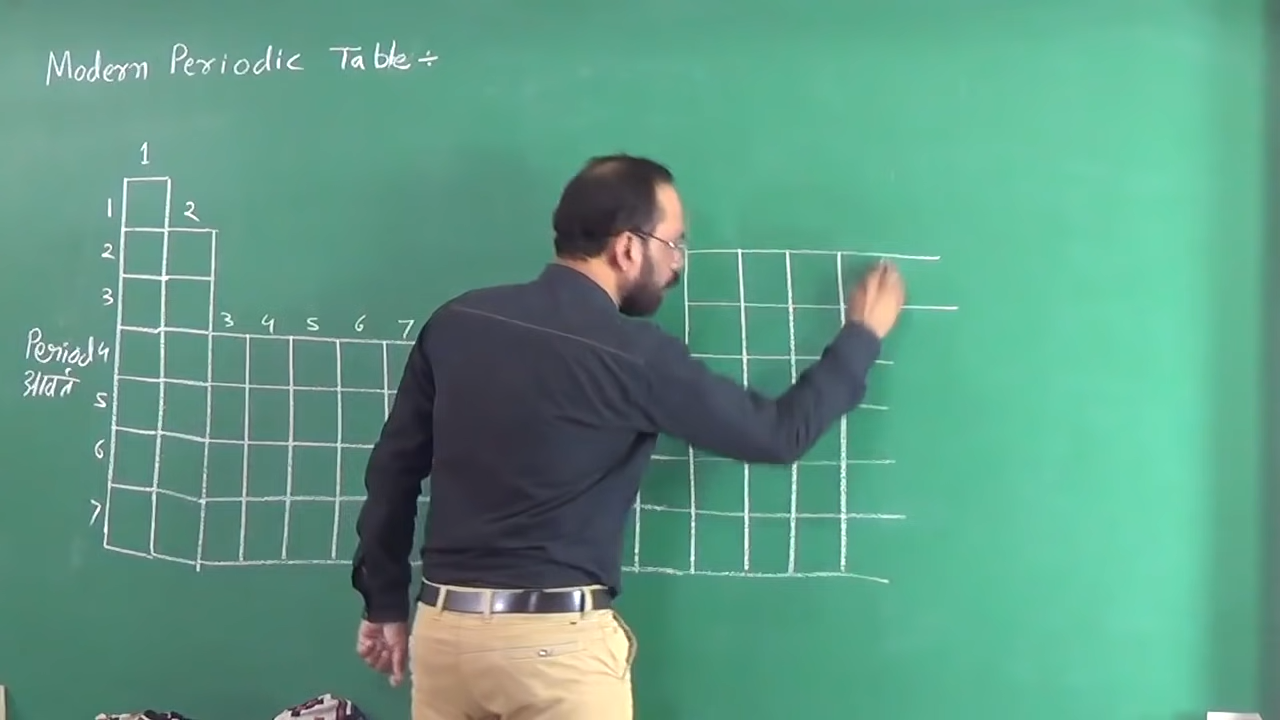 Modern Periodic Table÷
1
1
2
2
3
3 4 5 6 7
Period 4
आवर्त
5
6
7